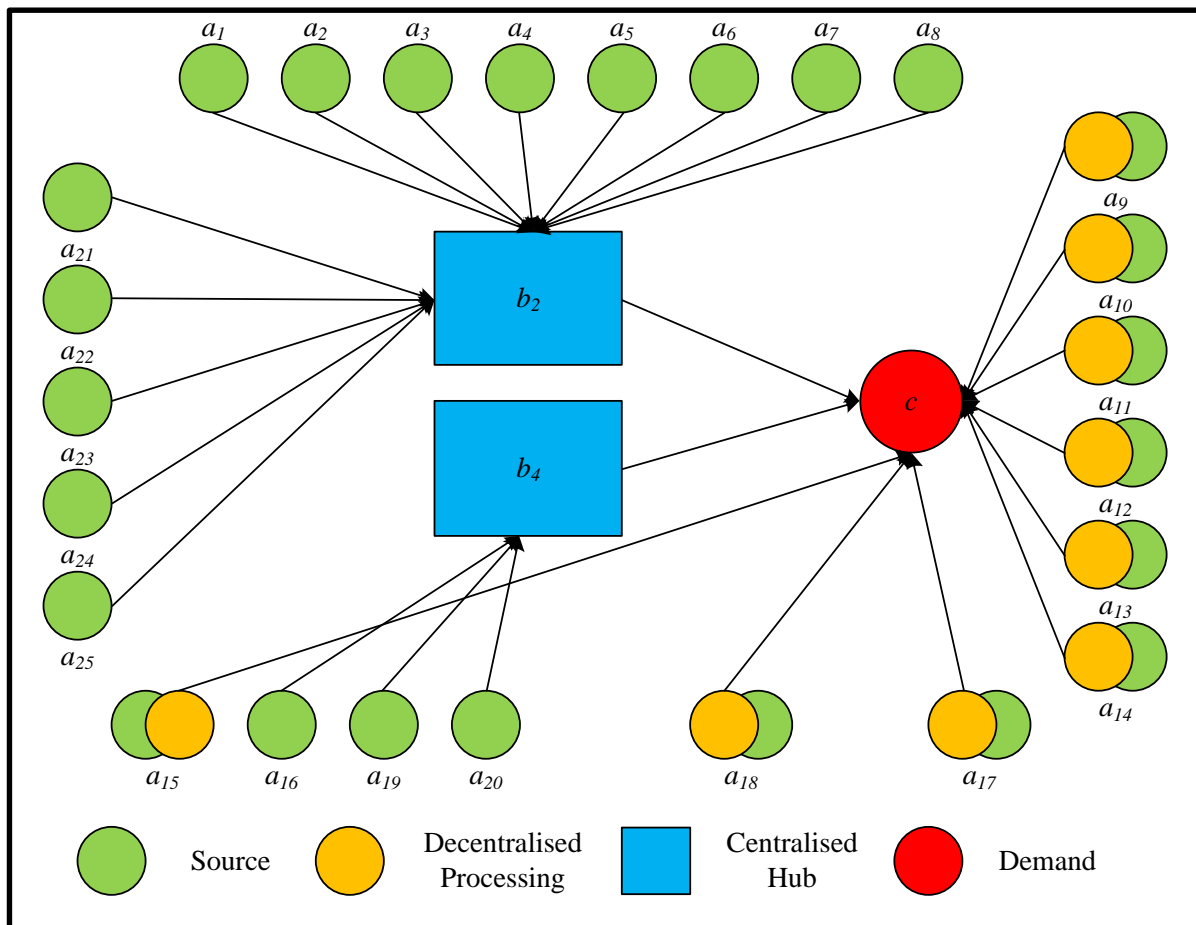 a1 a2 a3 a4 a5 a6 a7 a8
a9
a21
b2
a10
a22
a11
c
a23
b4
a12
a24
a13
a25
a14
a15 a16 a19 a20 a18 a17
Source
Decentralised
Processing
Centralised
Hub
Demand